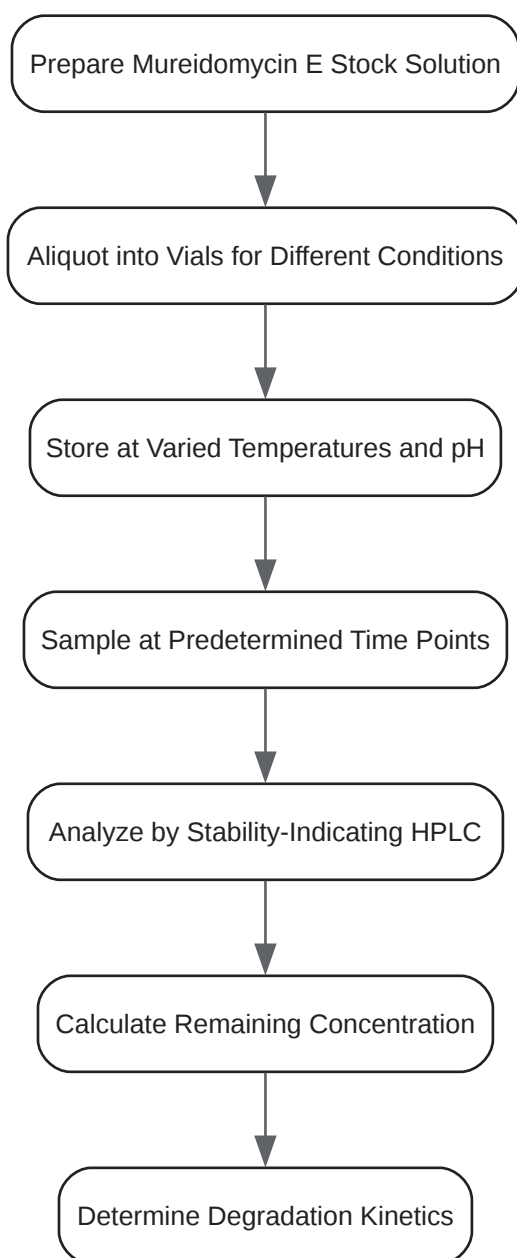 Prepare Mureidomycin E Stock Solution
Aliquot into Vials for Different Conditions
Store at Varied Temperatures and pH
Sample at Predetermined Time Points
Analyze by Stability-Indicating HPLC
Calculate Remaining Concentration
Determine Degradation Kinetics